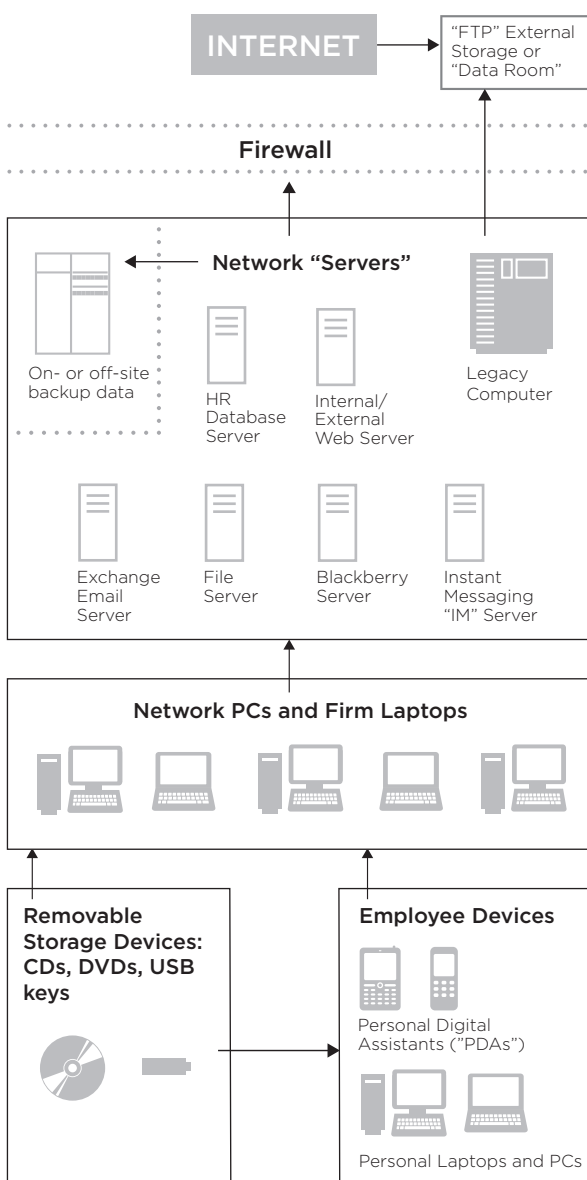 INTERNET
“FTP” External
Storage or
“Data Room”
Firewall
Network “Servers”
On- or off-site
backup data
HR
Database
Server
Internal/
External
Web Server
Legacy
Computer
Exchange
Email
Server
File
Server
Blackberry
Server
Instant
Messaging
“IM” Server
Network PCs and Firm Laptops
Removable
Storage Devices:
CDs, DVDs, USB
keys
Employee Devices
Personal Digital
Assistants (”PDAs”)
Personal Laptops and PCs